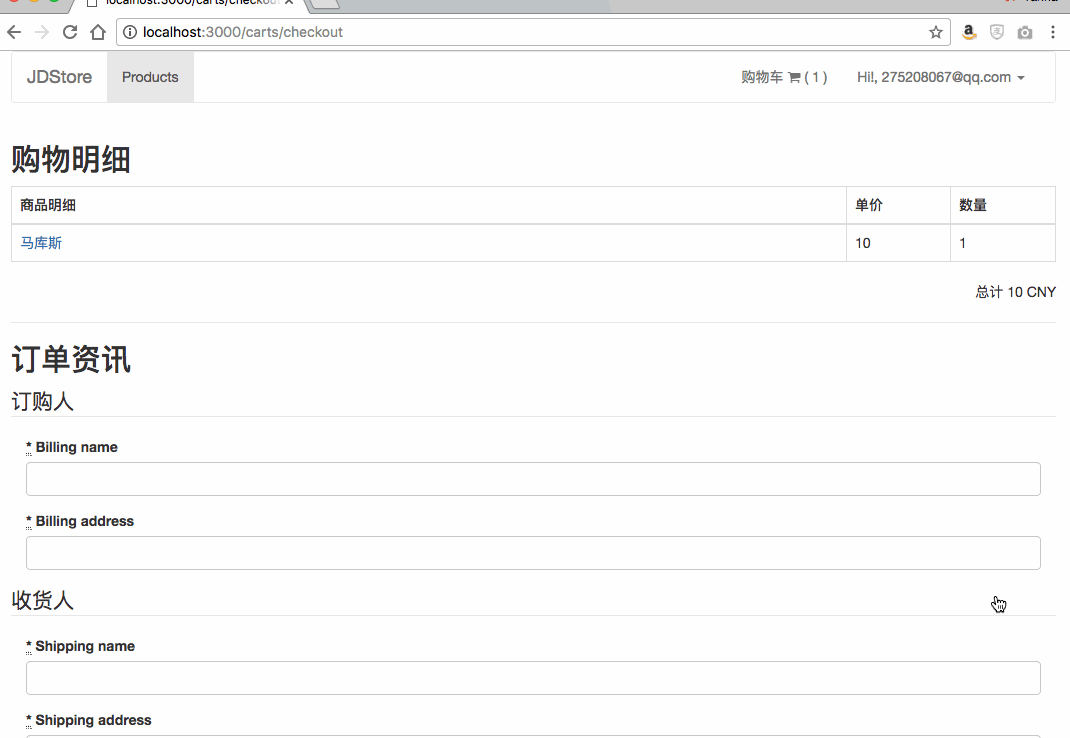 localhost:3000/carts/checkout
localhost:3000/carts/checkout
JDStore Products 购物车 ( 1 ) Hi!, 275208067@qq.com
购物明细
商品明细 单价 数量
马库斯 10 1
总计 10 CNY
订单资讯
订购人
* Billing name
* Billing address
收货人
* Shipping name
* Shipping address